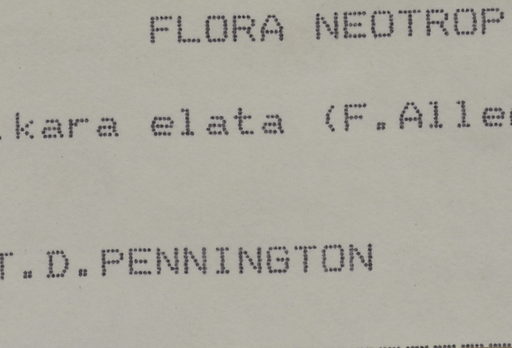 FLORA NEOTROP
kara elata (F.Alle
T.D.PENNINGTON